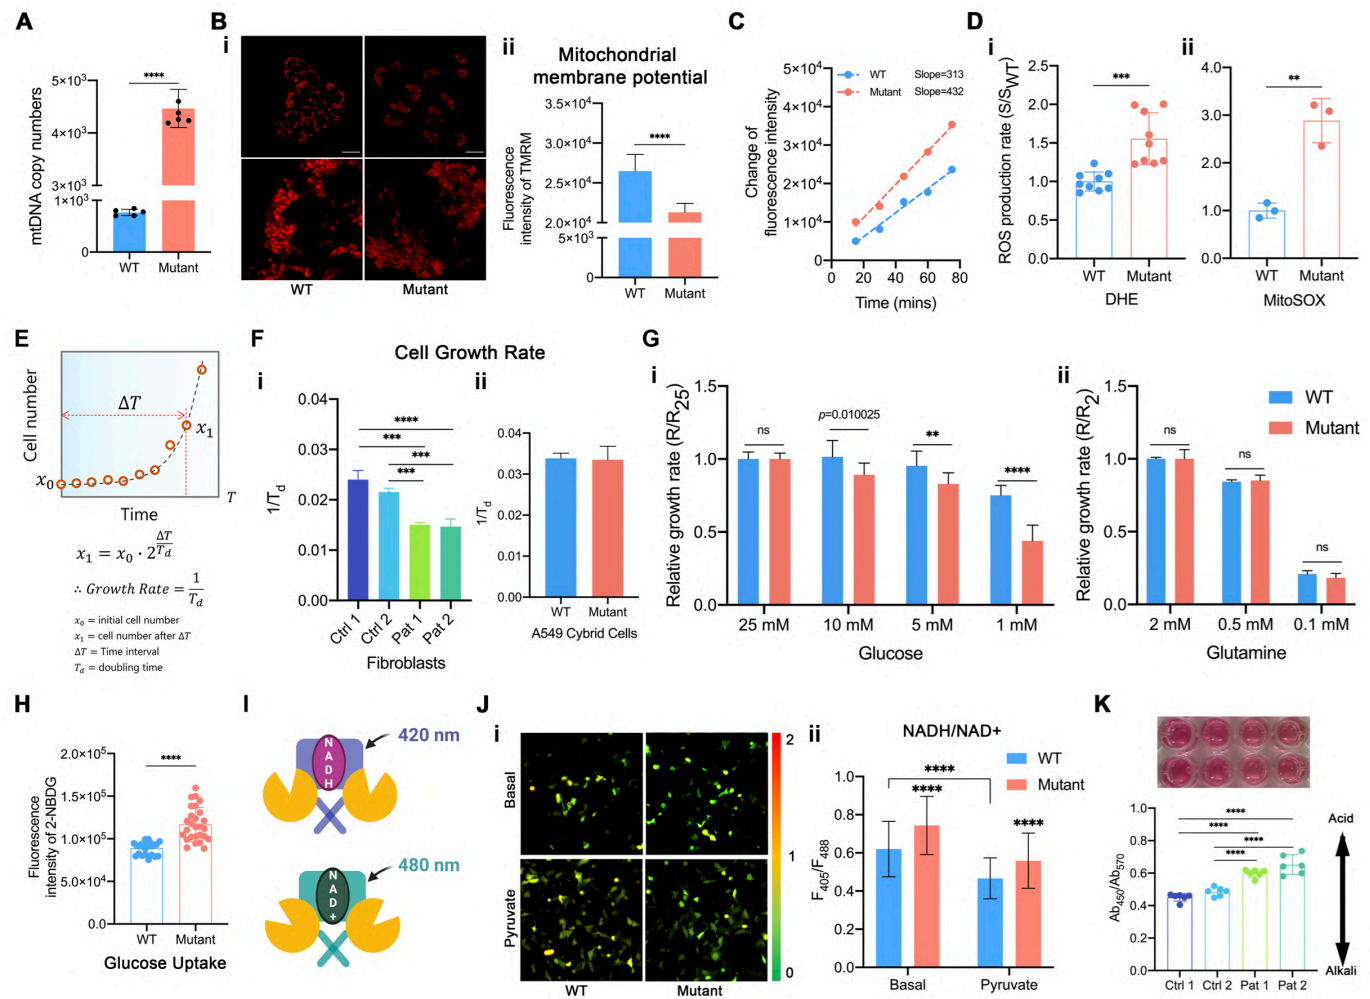 A
mtDNA copy numbers
5×10³
4×10³
3×10³
1×10³
0
****
WT
Mutant
B
i
WT
Mutant
ii
Mitochondrial
membrane potential
Fluorescence
intensity of TMRM
3.5×10⁴
3.0×10⁴
2.5×10⁴
2.0×10⁴
5×10³
0
****
WT
Mutant
C
Change of
fluorescence intensity
5×10⁴
4×10⁴
3×10⁴
2×10⁴
1×10⁴
0
WT Slope=313
Mutant Slope=432
0 20 40 60 80
Time (mins)
D
i
ROS production rate (S/S_WT)
2.5
2.0
1.5
1.0
0.5
0.0
***
WT
Mutant
DHE
ii
4.0
3.0
2.0
1.0
0.0
**
WT
Mutant
MitoSOX
E
Cell number
ΔT
x₁
x₀
T
Time
x₁ = x₀ · 2^(ΔT/T_d)
∴ Growth Rate = 1/T_d
x₀ = initial cell number
x₁ = cell number after ΔT
ΔT = Time interval
T_d = doubling time
F
Cell Growth Rate
i
1/T_d
0.04
0.03
0.02
0.01
0.00
****
***
***
***
Ctrl 1
Ctrl 2
Pat 1
Pat 2
Fibroblasts
ii
1/T_d
0.04
0.03
0.02
0.01
0.00
WT
Mutant
A549 Cybrid Cells
G
i
Relative growth rate (R/R₂₅)
1.5
1.0
0.5
0.0
ns
p=0.010025
**
****
25 mM
10 mM
5 mM
1 mM
Glucose
ii
Relative growth rate (R/R₂)
1.5
1.0
0.5
0.0
ns
ns
ns
WT
Mutant
2 mM
0.5 mM
0.1 mM
Glutamine
H
Fluorescence
intensity of 2-NBDG
2.0×10⁵
1.5×10⁵
1.0×10⁵
5.0×10⁴
0.0
****
WT
Mutant
Glucose Uptake
I
NADH
420 nm
NAD+
480 nm
J
i
Basal
Pyruvate
WT
Mutant
2
1
0
ii
NADH/NAD+
WT
Mutant
F₄₀₅/F₄₈₈
1.0
0.8
0.6
0.4
0.2
0.0
****
****
****
Basal
Pyruvate
K
Ab₄₅₀/Ab₅₇₀
1.0
0.8
0.6
0.4
0.2
0.0
****
****
****
****
Ctrl 1
Ctrl 2
Pat 1
Pat 2
Acid
Alkali